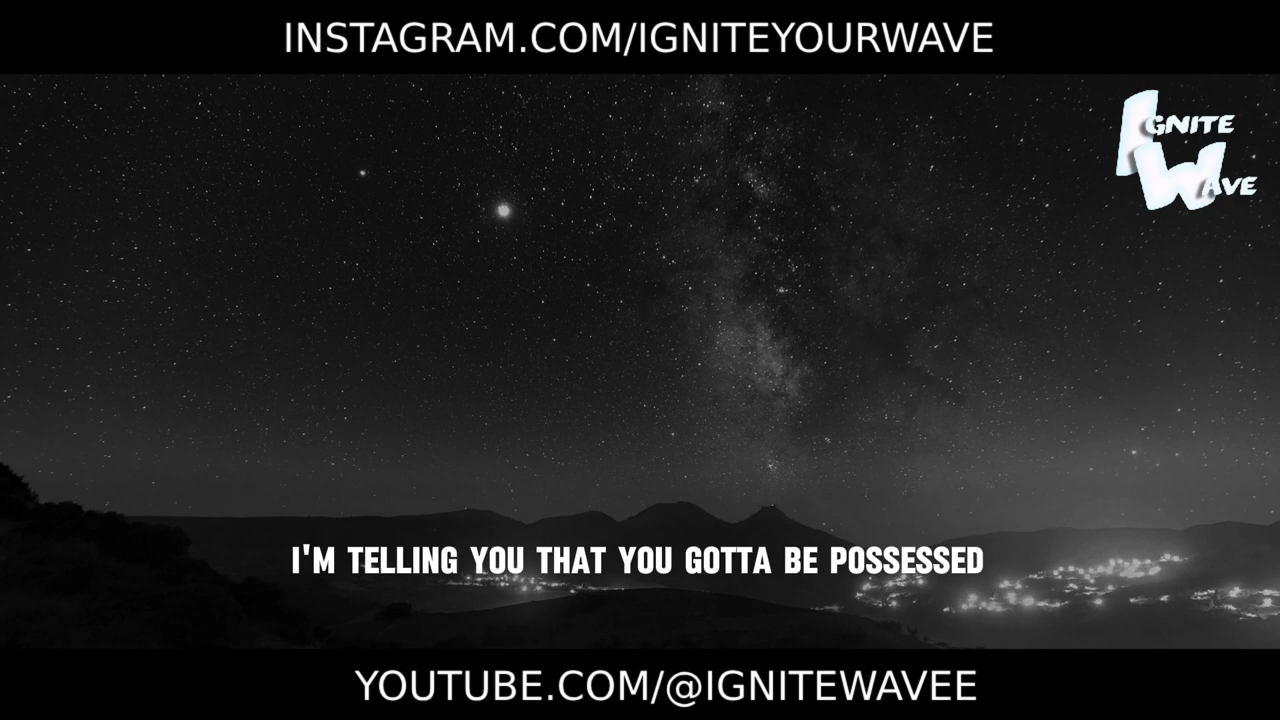 INSTAGRAM.COM/IGNITEYOURWAVE
IGNITE
WAVE
I'M TELLING YOU THAT YOU GOTTA BE POSSESSED
YOUTUBE.COM/@IGNITEWAVEE